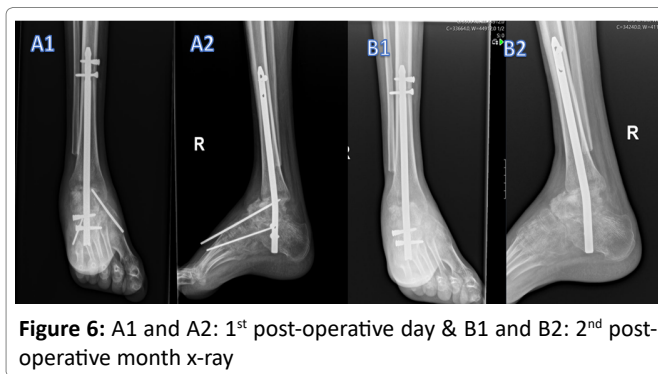 A1
A2
B1
B2
R
R
Figure 6: A1 and A2: 1st post-operative day & B1 and B2: 2nd post-
operative month x-ray